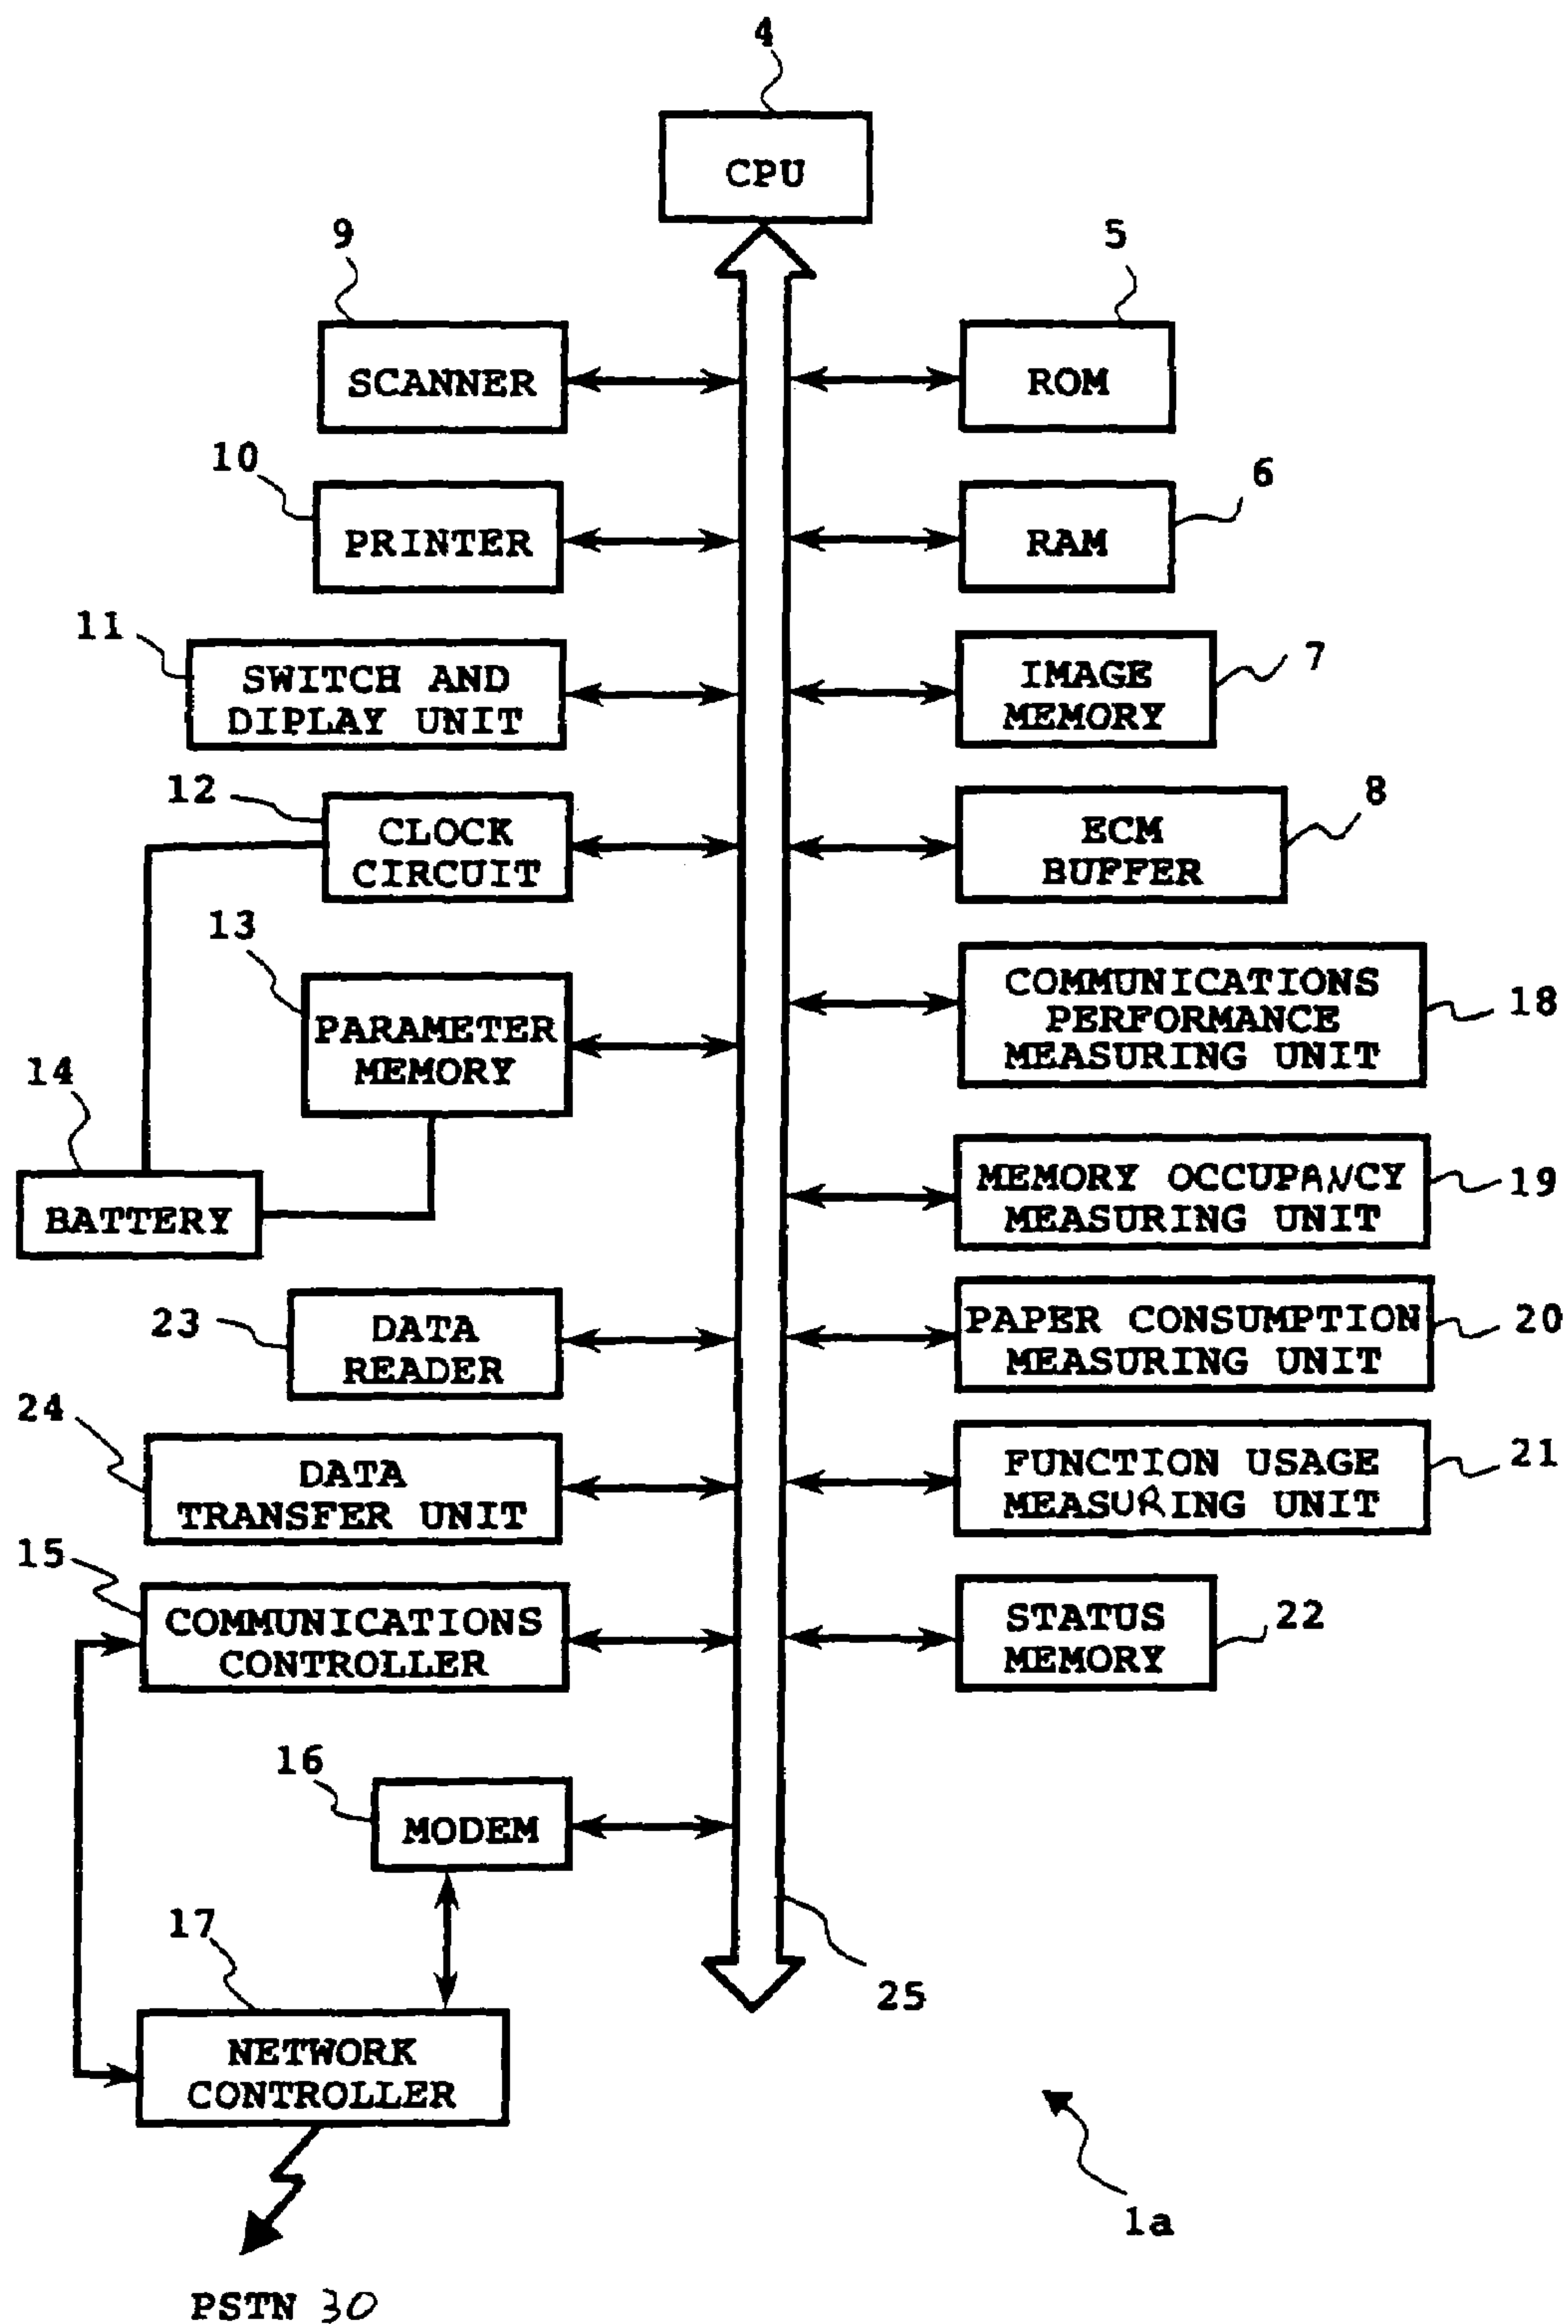 4
CPU
9
SCANNER
5
ROM
10
PRINTER
6
RAM
11
SWITCH AND
DIPLAY UNIT
IMAGE
MEMORY
7
12
CLOCK
CIRCUIT
ECM
BUFFER
8
13
PARAMETER
MEMORY
COMMUNICATIONS
PERFORMANCE
MEASURING UNIT
18
14
BATTERY
MEMORY OCCUPANCY
MEASURING UNIT
19
23
DATA
READER
PAPER CONSUMPTION
MEASURING UNIT
20
24
DATA
TRANSFER UNIT
FUNCTION USAGE
MEASURING UNIT
21
15
COMMUNICATIONS
CONTROLLER
STATUS
MEMORY
22
16
MODEM
17
NETWORK
CONTROLLER
25
1a
PSTN 30